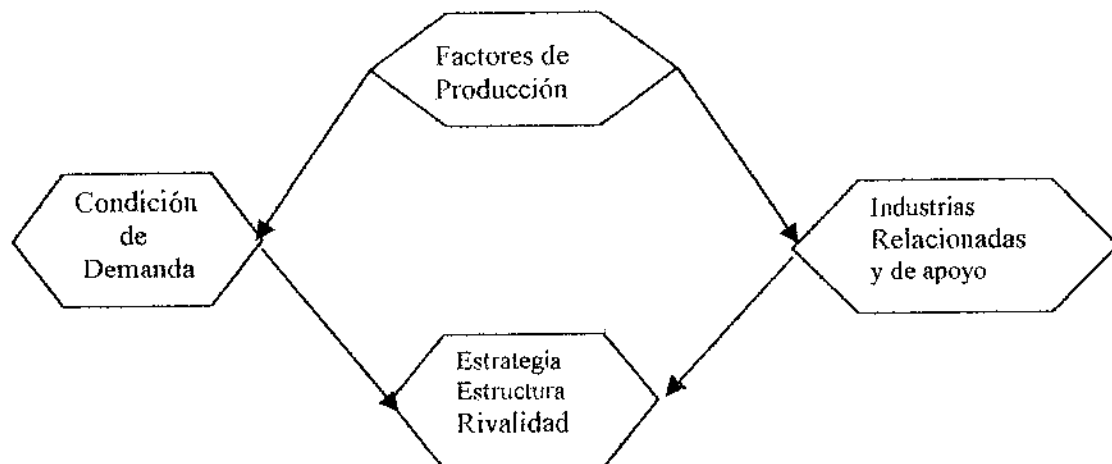 Factores de
Producción
Condición
de
Demanda
Industrias
Relacionadas
y de apoyo
Estrategia
Estructura
Rivalidad